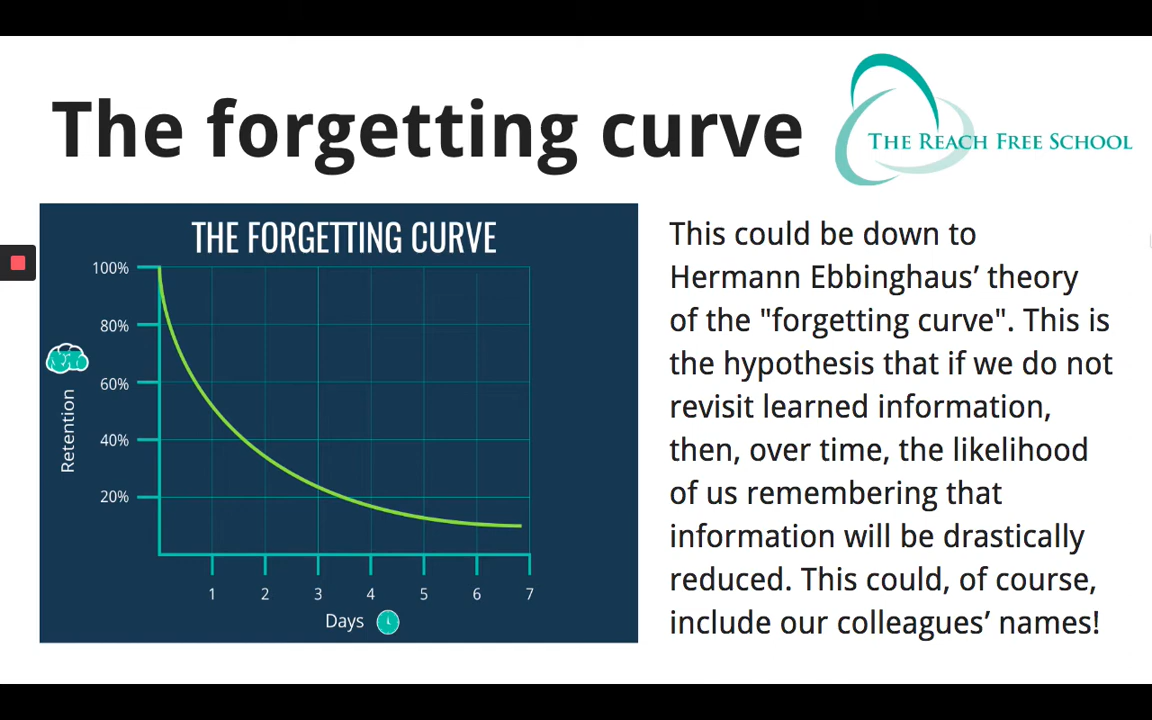 The forgetting curve
THE REACH FREE SCHOOL
THE FORGETTING CURVE
100%
80%
60%
40%
20%
Retention
1 2 3 4 5 6 7
Days
This could be down to
Hermann Ebbinghaus’ theory
of the "forgetting curve". This is
the hypothesis that if we do not
revisit learned information,
then, over time, the likelihood
of us remembering that
information will be drastically
reduced. This could, of course,
include our colleagues’ names!